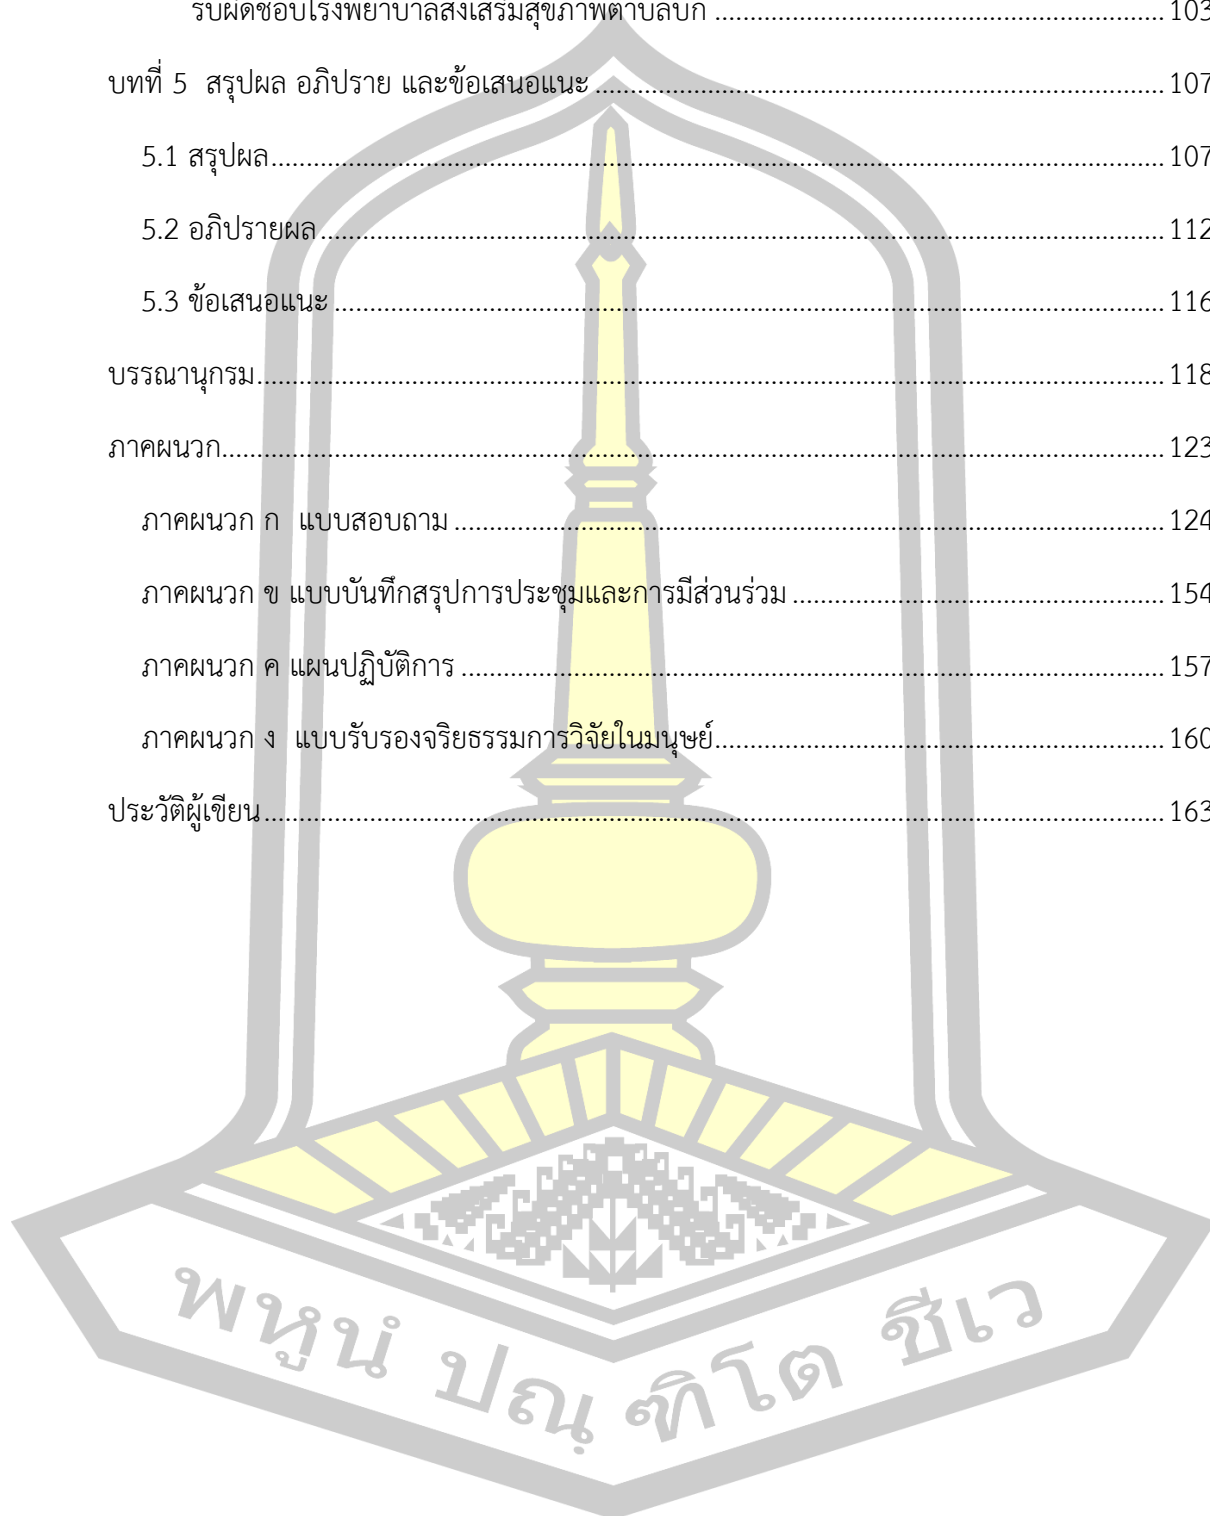 รับผิดชอบโรงพยาบาลส่งเสริมสุขภาพตำบลบัก ........................................ 103
บทที่ 5 สรุปผล อภิปราย และข้อเสนอแนะ ........................................ 107
5.1 สรุปผล ........................................ 107
5.2 อภิปรายผล ........................................ 112
5.3 ข้อเสนอแนะ ........................................ 116
บรรณานุกรม ........................................ 118
ภาคผนวก ........................................ 123
ภาคผนวก ก แบบสอบถาม ........................................ 124
ภาคผนวก ข แบบบันทึกสรุปการประชุมและการมีส่วนร่วม ........................................ 154
ภาคผนวก ค แผนปฏิบัติการ ........................................ 157
ภาคผนวก ง แบบรับรองจริยธรรมการวิจัยในมนุษย์ ........................................ 160
ประวัติผู้เขียน ........................................ 163
พหูนํ ปณฺฑิโต ชีเว